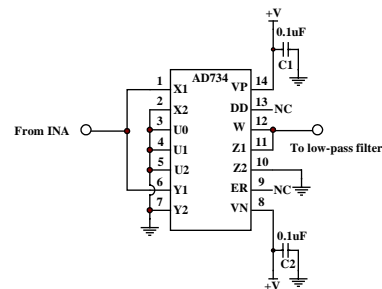 +V
0.1uF
C1
AD734
1 X1 VP 14
2 X2 DD 13 NC
3 U0 W 12
From INA
4 U1 Z1 11
To low-pass filter
5 U2 Z2 10
6 Y1 ER 9 NC
7 Y2 VN 8
0.1uF
C2
+V